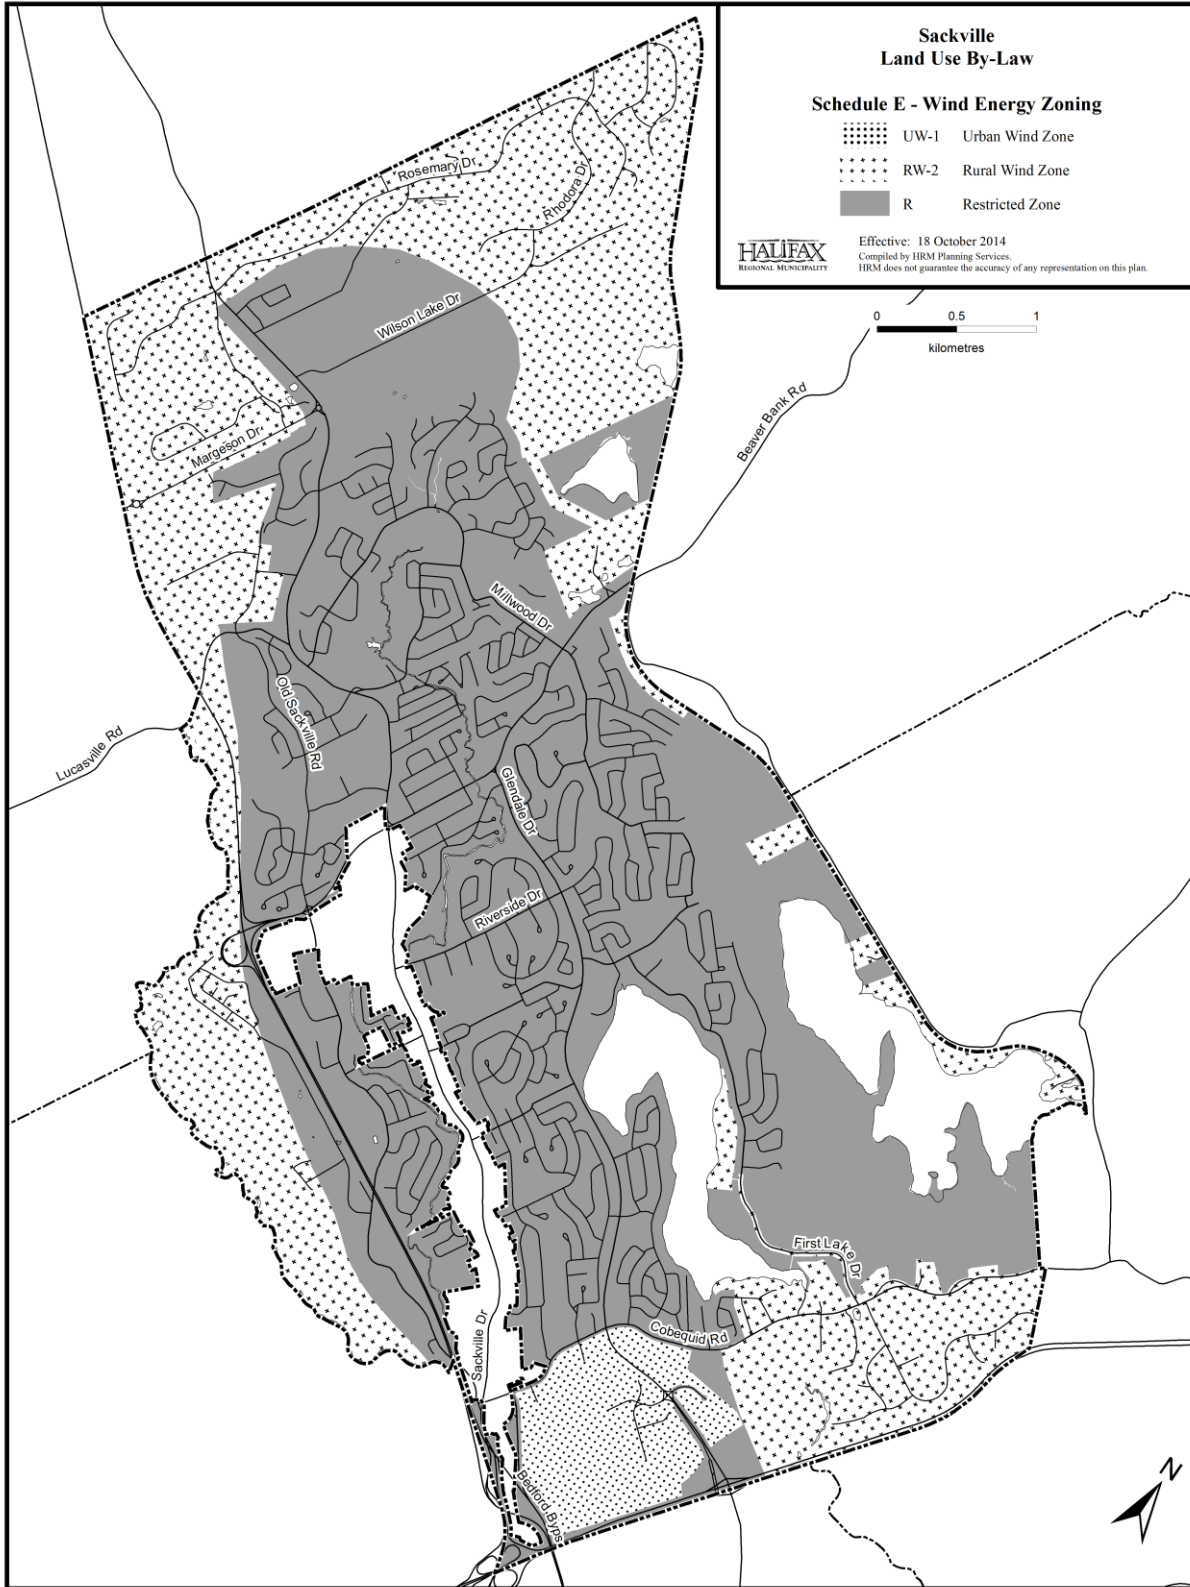 Sackville
Land Use By-Law
Schedule E - Wind Energy Zoning
UW-1 Urban Wind Zone
RW-2 Rural Wind Zone
R Restricted Zone
HALIFAX
REGIONAL MUNICIPALITY
Effective: 18 October 2014
Compiled by HRM Planning Services.
HRM does not guarantee the accuracy of any representation on this plan.
0 0.5 1
kilometres
Rosemary Dr
Rhodora Dr
Wilson Lake Dr
Beaver Bank Rd
Margeson Dr
Millwood Dr
Old Sackville Rd
Lucasville Rd
Glendale Dr
Riverside Dr
First Lake Dr
Cobequid Rd
Sackville Dr
Bedford Byps
N